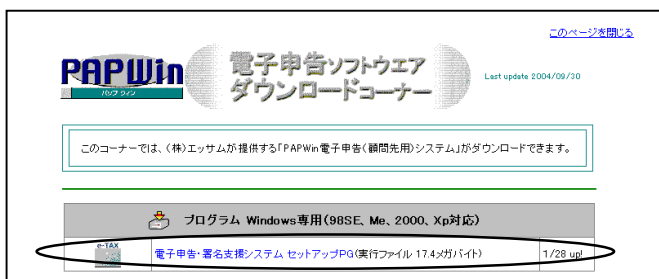 このページを閉じる
PAPWin
パップ ウィン
電子申告ソフトウエア
ダウンロードコーナー
Last update 2004/09/30
このコーナーでは、(株)エッサムが提供する「PAPWin電子申告(顧問先用)システム」がダウンロードできます。
プログラム Windows専用(98SE、Me、2000、Xp対応)
e-TAX
電子申告・署名支援システム セットアップPG(実行ファイル 17.4メガバイト)
1/28 up!